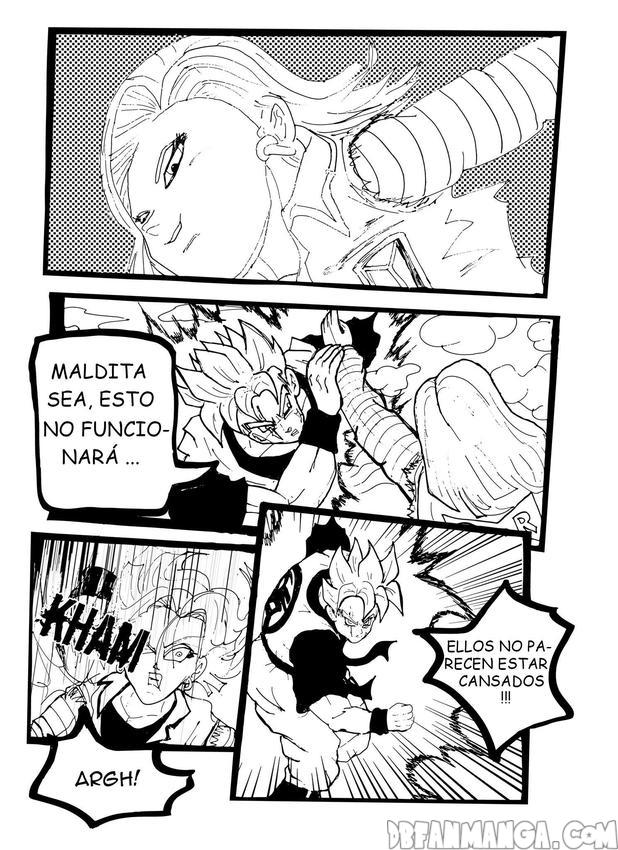 MALDITA
SEA, ESTO
NO FUNCIO-
NARÁ ...
R
KHAM
ELLOS NO PA-
RECEN ESTAR
CANSADOS
!!!
ARGH!
DBFANMANGA.COM